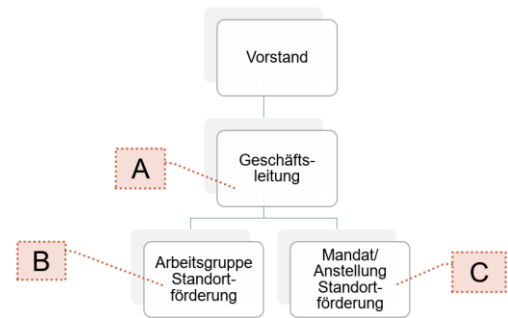 Vorstand
A
Geschäfts-
leitung
B
Arbeitsgruppe
Standort-
förderung
Mandat/
Anstellung
Standort-
förderung
C